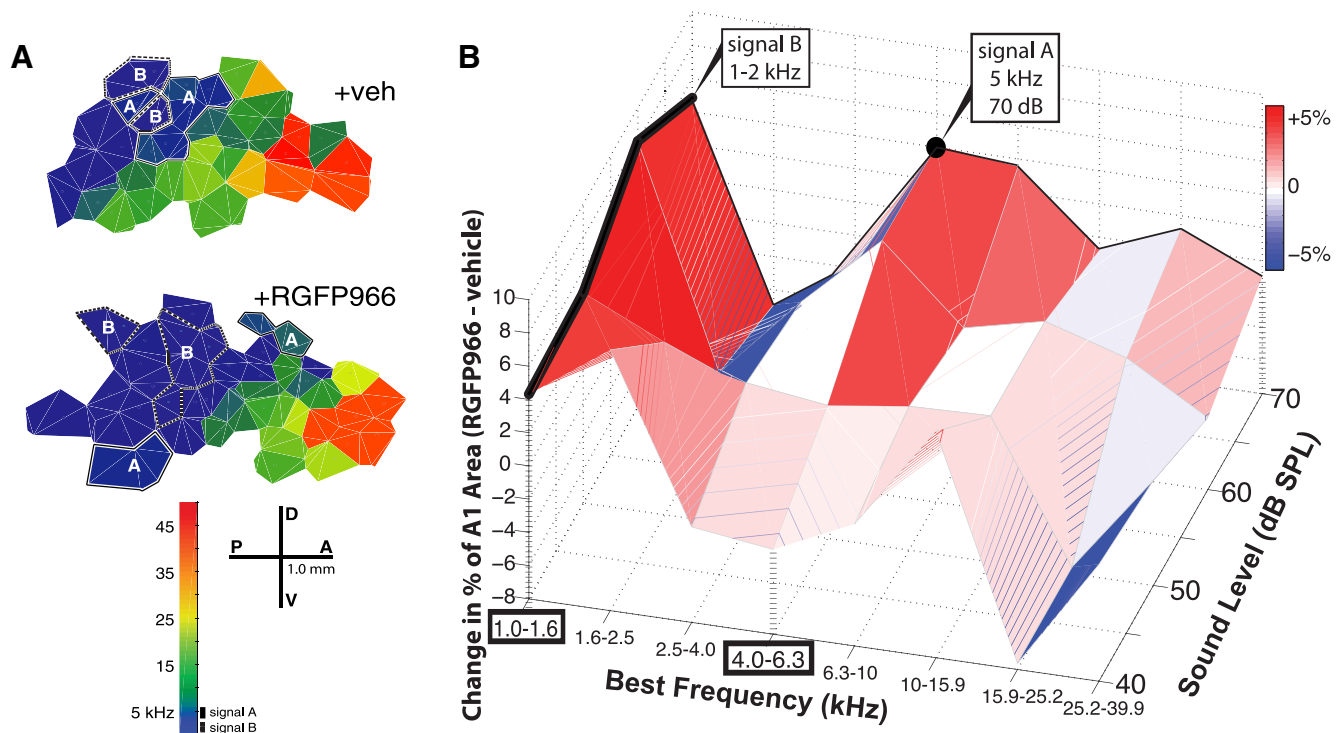 A
B
A
A
B
+veh
+RGFP966
B
B
A
A
45
35
25
15
5 kHz
signal A
signal B
D
P
A
V
1.0 mm
B
signal B
1-2 kHz
signal A
5 kHz
70 dB
+5%
0
−5%
Change in % of A1 Area (RGFP966 - vehicle)
10
8
6
4
2
0
−2
−4
−6
−8
1.0-1.6
1.6-2.5
2.5-4.0
4.0-6.3
6.3-10
10-15.9
15.9-25.2
25.2-39.9
Best Frequency (kHz)
40
50
60
70
Sound Level (dB SPL)